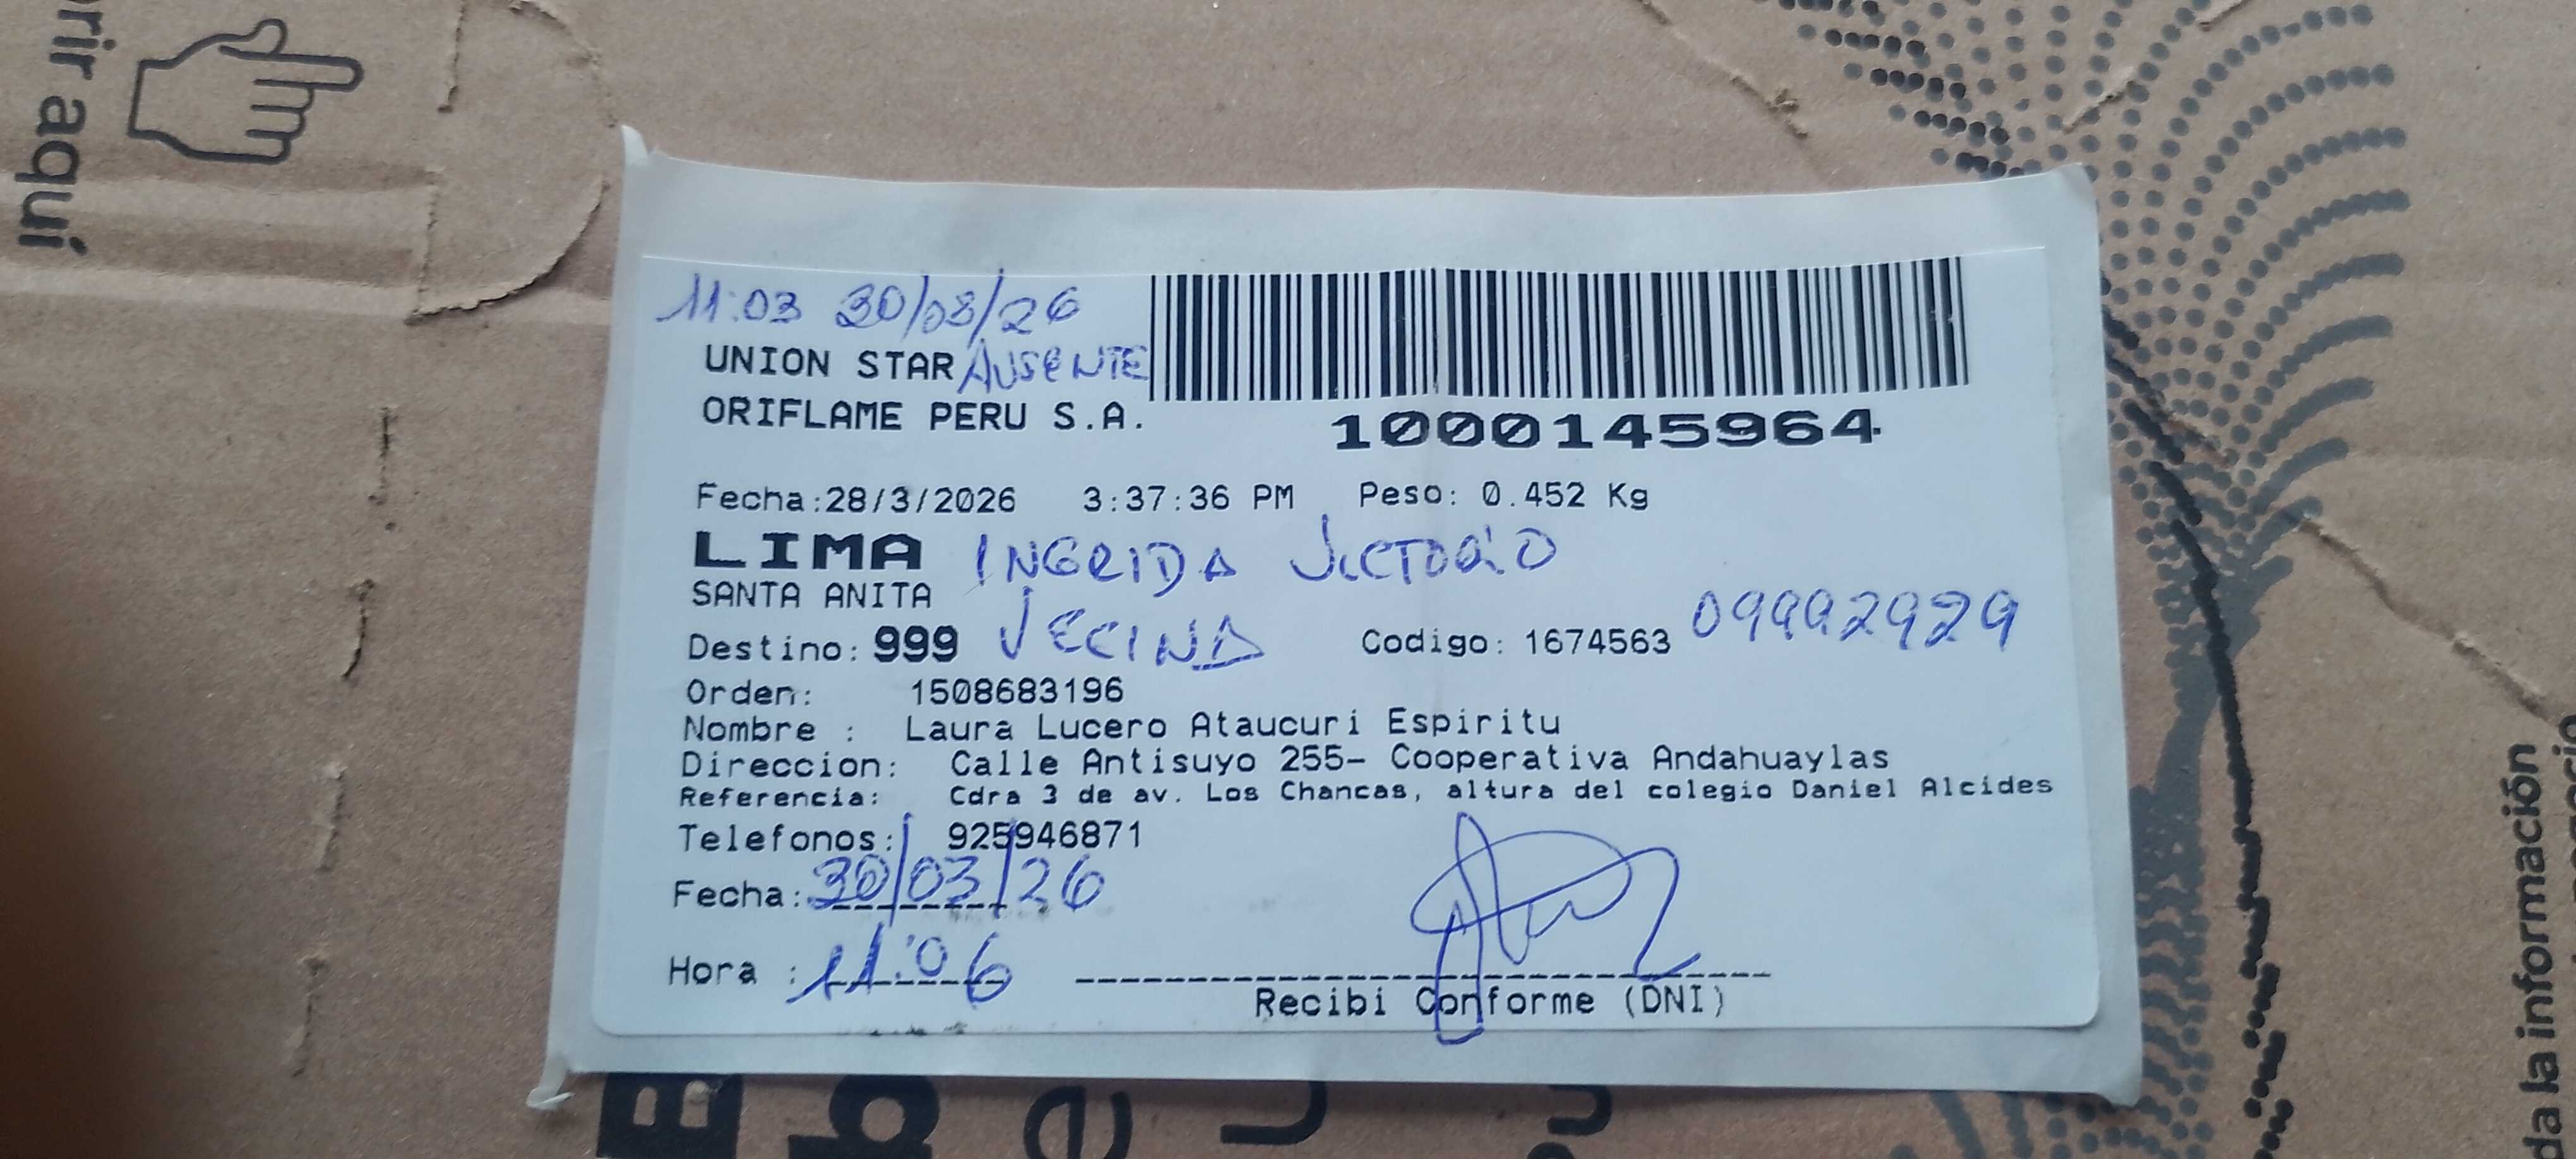 rir aquí
11:03 30/03/26
UNION STAR AUSENTE
ORIFLAME PERU S.A.
1000145964
Fecha:28/3/2026 3:37:36 PM Peso: 0.452 Kg
LIMA INGRIDA VICTORIO
SANTA ANITA
Destino: 999 VECINA Codigo: 1674563 09992929
Orden: 1508683196
Nombre : Laura Lucero Ataucuri Espiritu
Direccion: Calle Antisuyo 255- Cooperativa Andahuaylas
Referencia: Cdra 3 de av. Los Chancas, altura del colegio Daniel Alcides
Telefonos: 925946871
Fecha: 30/03/26
Hora : 11:06
Recibi Conforme (DNI)
da la información